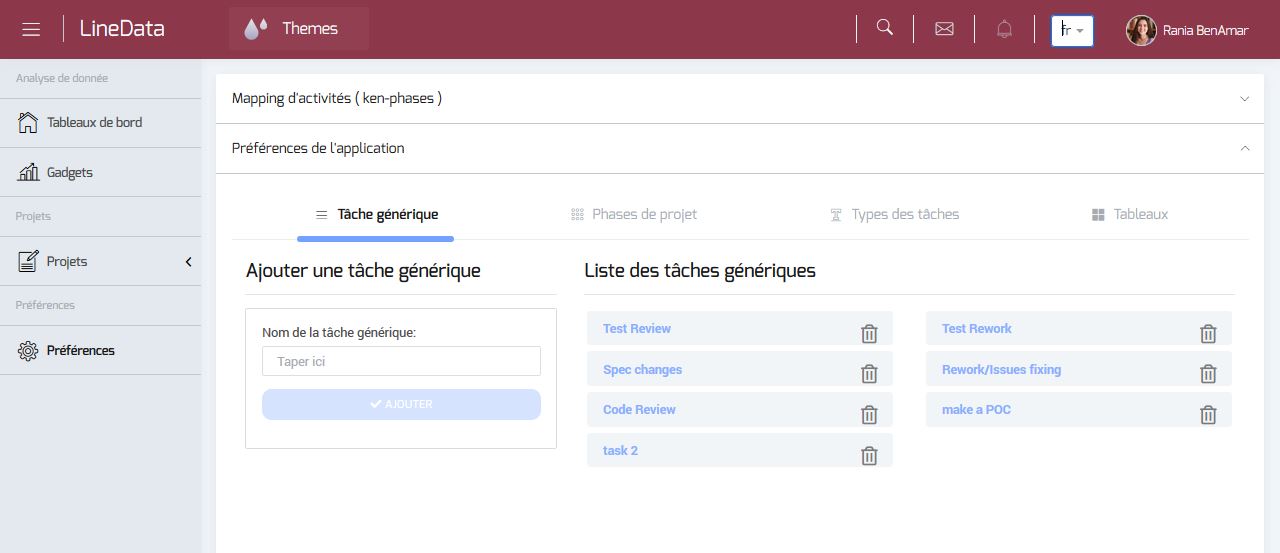 LineData
Themes
fr
Rania BenAmar
Analyse de donnée
Tableaux de bord
Gadgets
Projets
Projets
Préférences
Préférences
Mapping d'activités ( ken-phases )
Préférences de l'application
Tâche générique
Phases de projet
Types des tâches
Tableaux
Ajouter une tâche générique
Nom de la tâche générique:
Taper ici
AJOUTER
Liste des tâches génériques
Test Review
Test Rework
Spec changes
Rework/Issues fixing
Code Review
make a POC
task 2